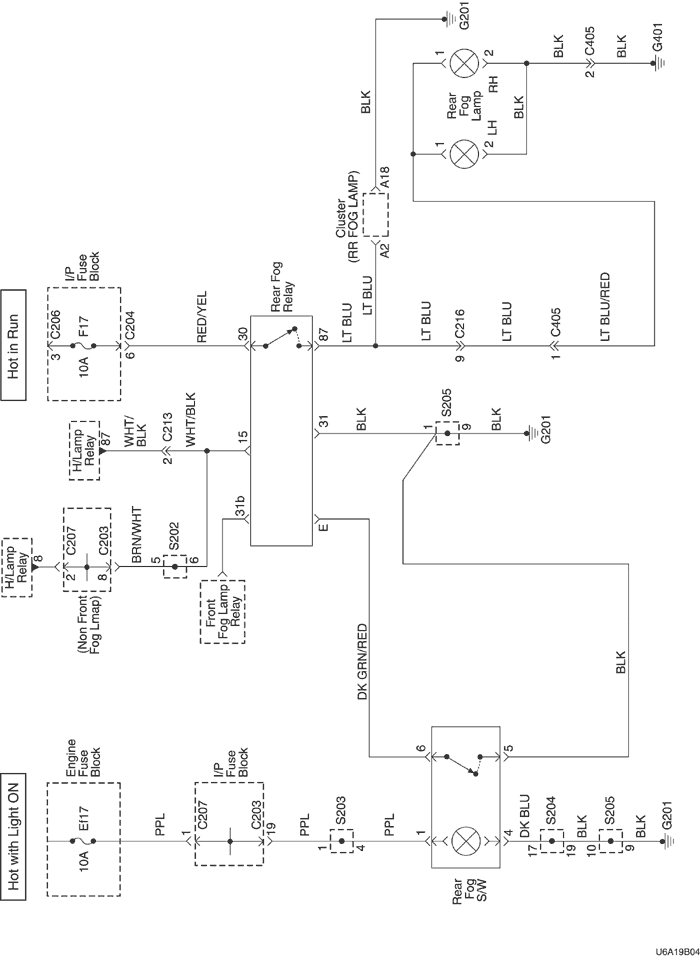 Hot in Run
I/P
Fuse
Block
3
C206
F17
10A
C204
6
RED/YEL
Rear Fog
Relay
30
87
LT BLU
LT BLU
Cluster
(RR FOG LAMP)
A2
A18
BLK
G201
LT BLU
9
C216
LT BLU
1
C405
LT BLU/RED
Rear
Fog
Lamp
1
2
RH
1
2
LH
BLK
BLK
2
C405
BLK
G401
H/Lamp
Relay
87
WHT/
BLK
2
C213
WHT/BLK
15
31
BLK
1
S205
9
BLK
G201
H/Lamp
Relay
8
2
C207
8
C203
(Non Front
Fog Lmap)
BRN/WHT
5
S202
6
31b
Front
Fog Lamp
Relay
E
DK GRN/RED
BLK
Hot with Light ON
Engine
Fuse
Block
Ef17
10A
PPL
1
I/P
Fuse
Block
C207
C203
19
PPL
1
S203
4
PPL
6
5
1
4
Rear
Fog
S/W
DK BLU
17
S204
19
BLK
10
S205
9
BLK
G201
U6A19B04